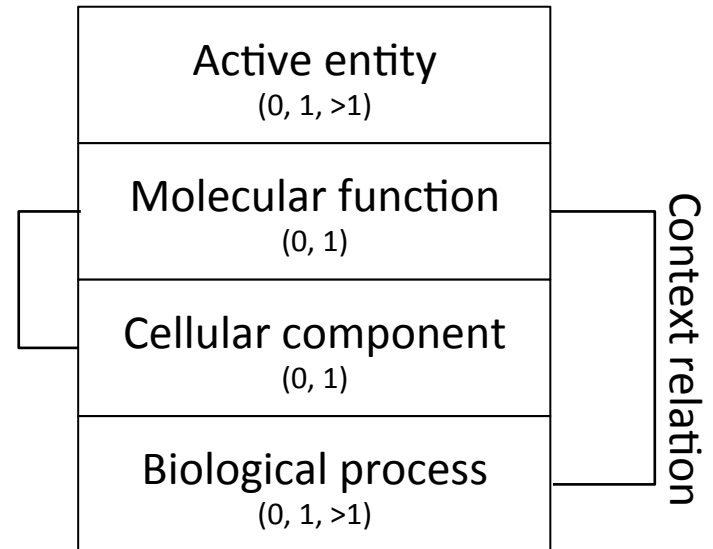 Active entity
(0, 1, >1)
Molecular function
(0, 1)
Cellular component
(0, 1)
Biological process
(0, 1, >1)
Context relation